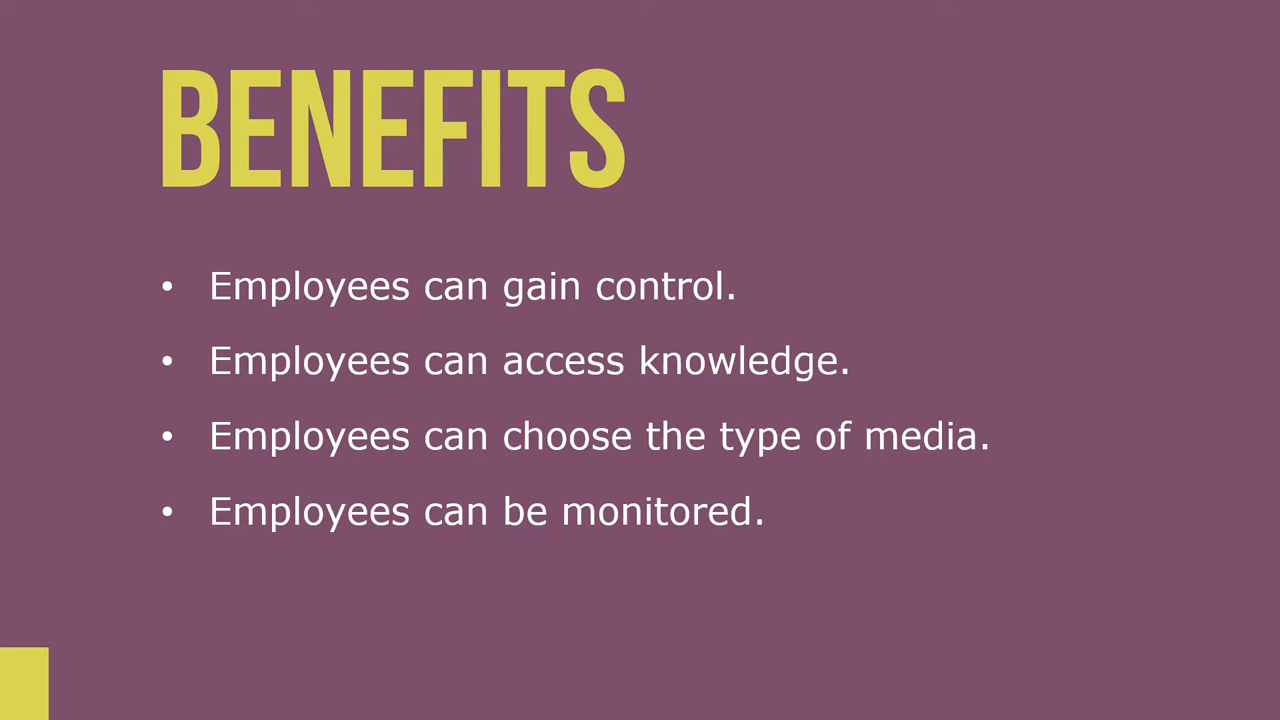 BENEFITS
• Employees can gain control.
• Employees can access knowledge.
• Employees can choose the type of media.
• Employees can be monitored.